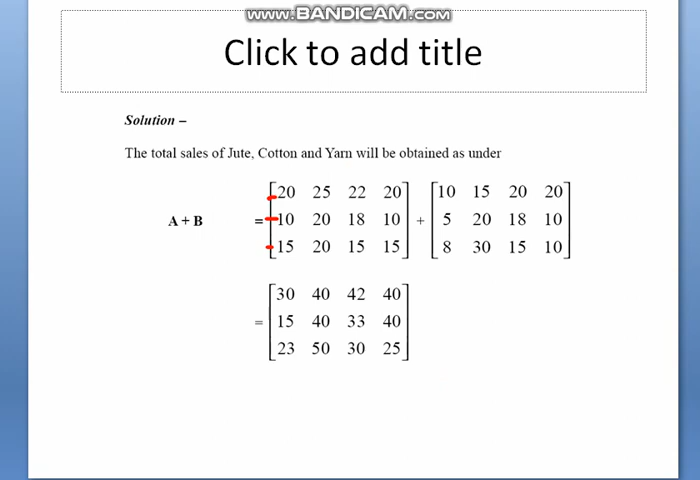 www.BANDICAM.com
Click to add title
Solution –
The total sales of Jute, Cotton and Yarn will be obtained as under
20 25 22 20 10 15 20 20
A + B = 10 20 18 10 + 5 20 18 10
15 20 15 15 8 30 15 10
30 40 42 40
= 15 40 33 40
23 50 30 25